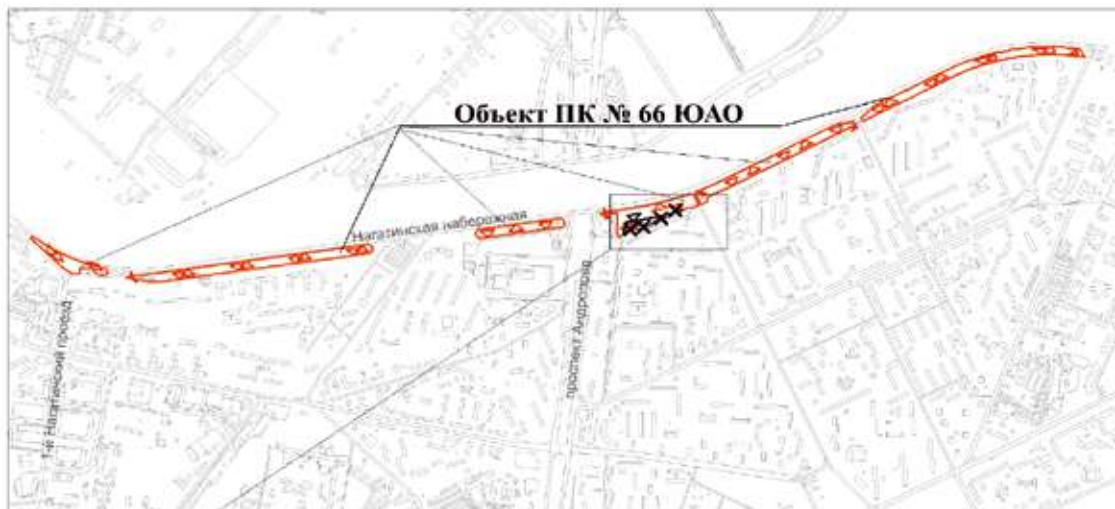 Объект ПК № 66 ЮАО
Нагатинская набережная
проспект Андропова
1-й Нагатинский проезд